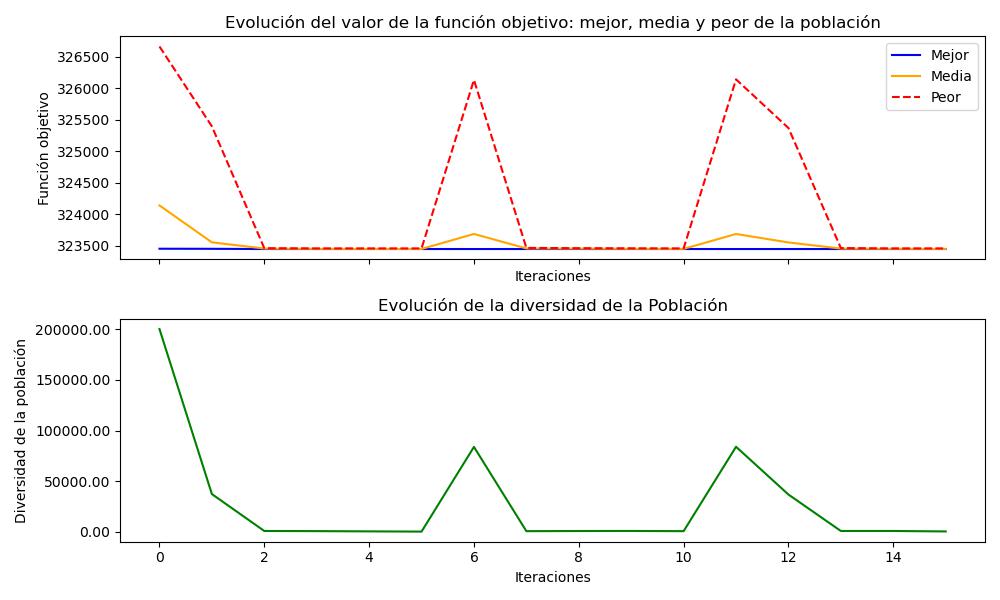 Evolución del valor de la función objetivo: mejor, media y peor de la población
Función objetivo
326500
326000
325500
325000
324500
324000
323500
Mejor
Media
Peor
Iteraciones
Evolución de la diversidad de la Población
Diversidad de la población
200000.00
150000.00
100000.00
50000.00
0.00
0 2 4 6 8 10 12 14
Iteraciones